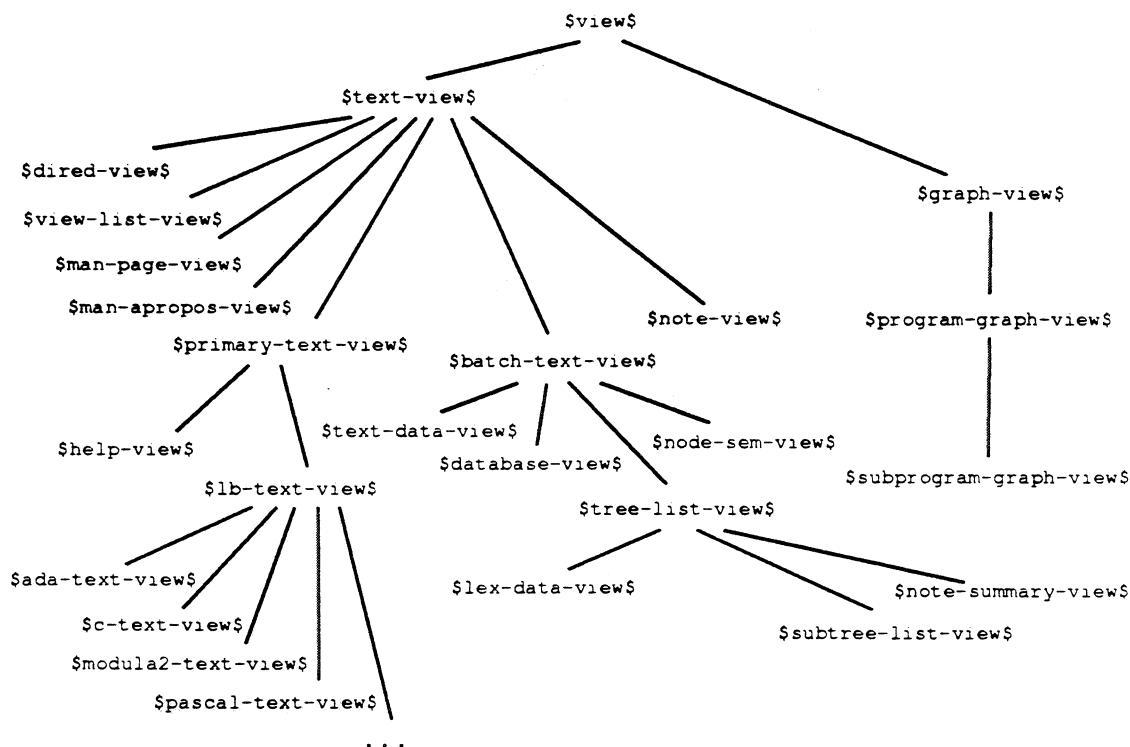 $view$
$text-view$
$dired-view$
$graph-view$
$view-list-view$
$man-page-view$
$man-apropos-view$
$note-view$
$program-graph-view$
$primary-text-view$
$batch-text-view$
$text-data-view$
$node-sem-view$
$help-view$
$database-view$
$subprogram-graph-view$
$lb-text-view$
$tree-list-view$
$ada-text-view$
$lex-data-view$
$note-summary-view$
$c-text-view$
$subtree-list-view$
$modula2-text-view$
$pascal-text-view$
...